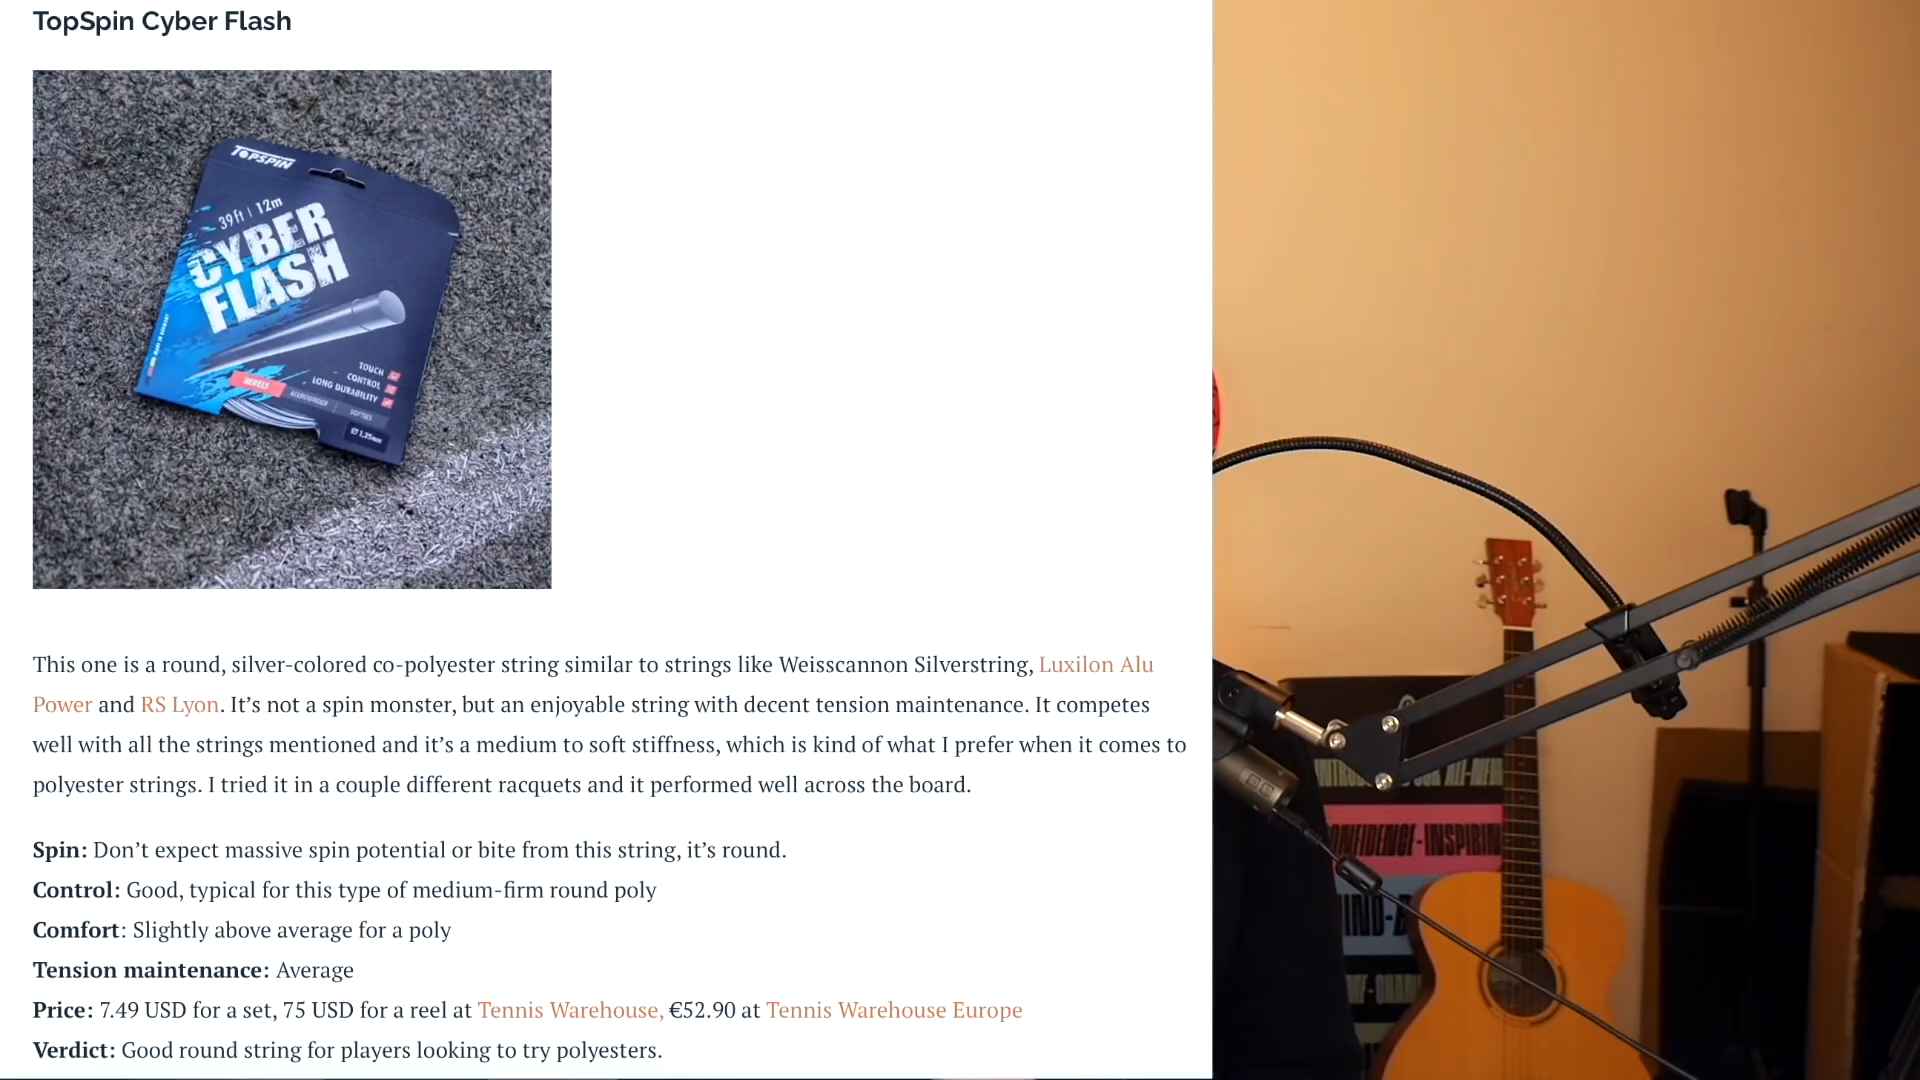 TopSpin Cyber Flash
TOPSPIN
39ft | 12m
CYBER
FLASH
TOUCH
CONTROL
LONG DURABILITY
REBELS
ALLROUNDER
SOFTIES
Ø 1,25mm
This one is a round, silver-colored co-polyester string similar to strings like Weisscannon Silverstring, Luxilon Alu
Power and RS Lyon. It’s not a spin monster, but an enjoyable string with decent tension maintenance. It competes
well with all the strings mentioned and it’s a medium to soft stiffness, which is kind of what I prefer when it comes to
polyester strings. I tried it in a couple different racquets and it performed well across the board.
Spin: Don’t expect massive spin potential or bite from this string, it’s round.
Control: Good, typical for this type of medium-firm round poly
Comfort: Slightly above average for a poly
Tension maintenance: Average
Price: 7.49 USD for a set, 75 USD for a reel at Tennis Warehouse, €52.90 at Tennis Warehouse Europe
Verdict: Good round string for players looking to try polyesters.